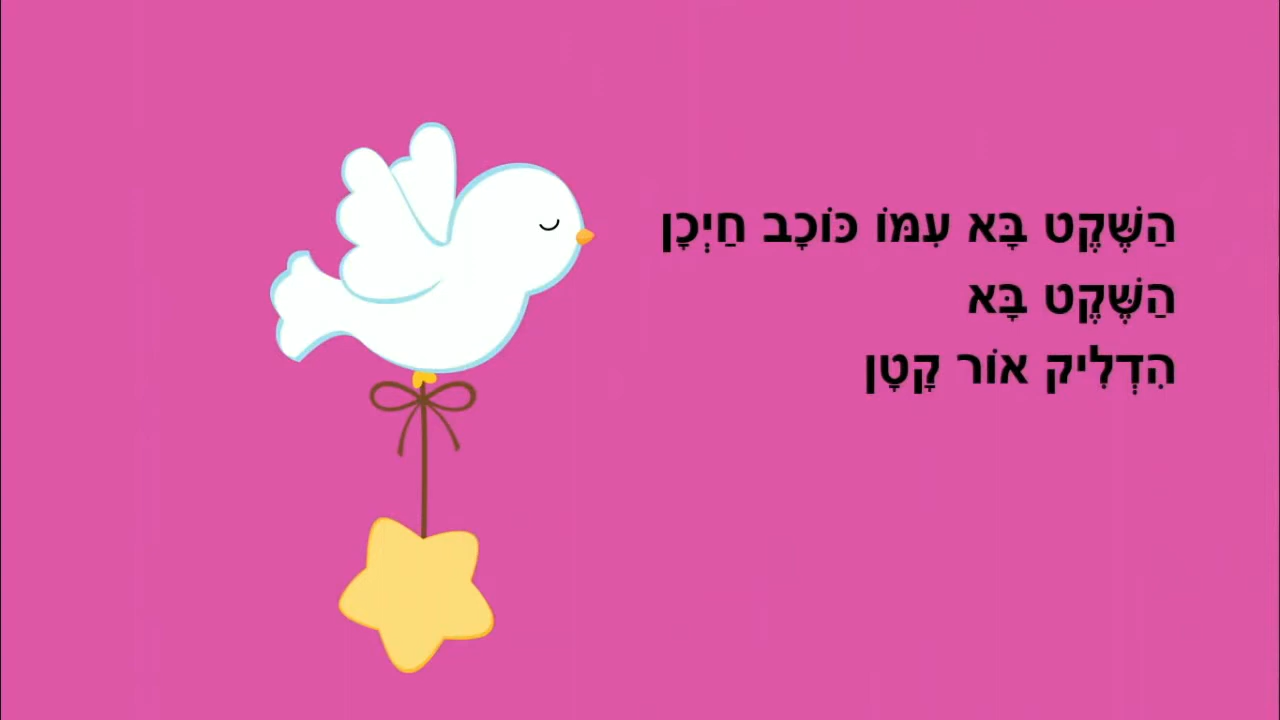 הַשֶּׁקֶט בָּא עִמּוֹ כּוֹכָב חַיְכָן
הַשֶּׁקֶט בָּא
הִדְלִיק אוֹר קָטָן